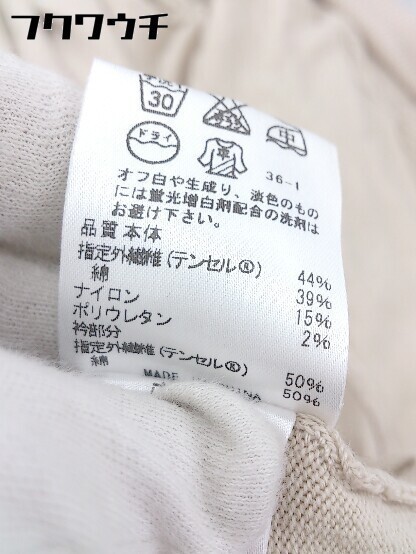 フクワウチ
手洗
30
中
ドライ
36-1
オフ白や生成り、淡色のもの
には蛍光増白剤配合の洗剤は
お避け下さい。
品質本体
指定外繊維(テンセル®) 44%
綿 39%
ナイロン 15%
ポリウレタン 2%
衿部分
指定外繊維(テンセル®) 50%
綿 50%
MADE